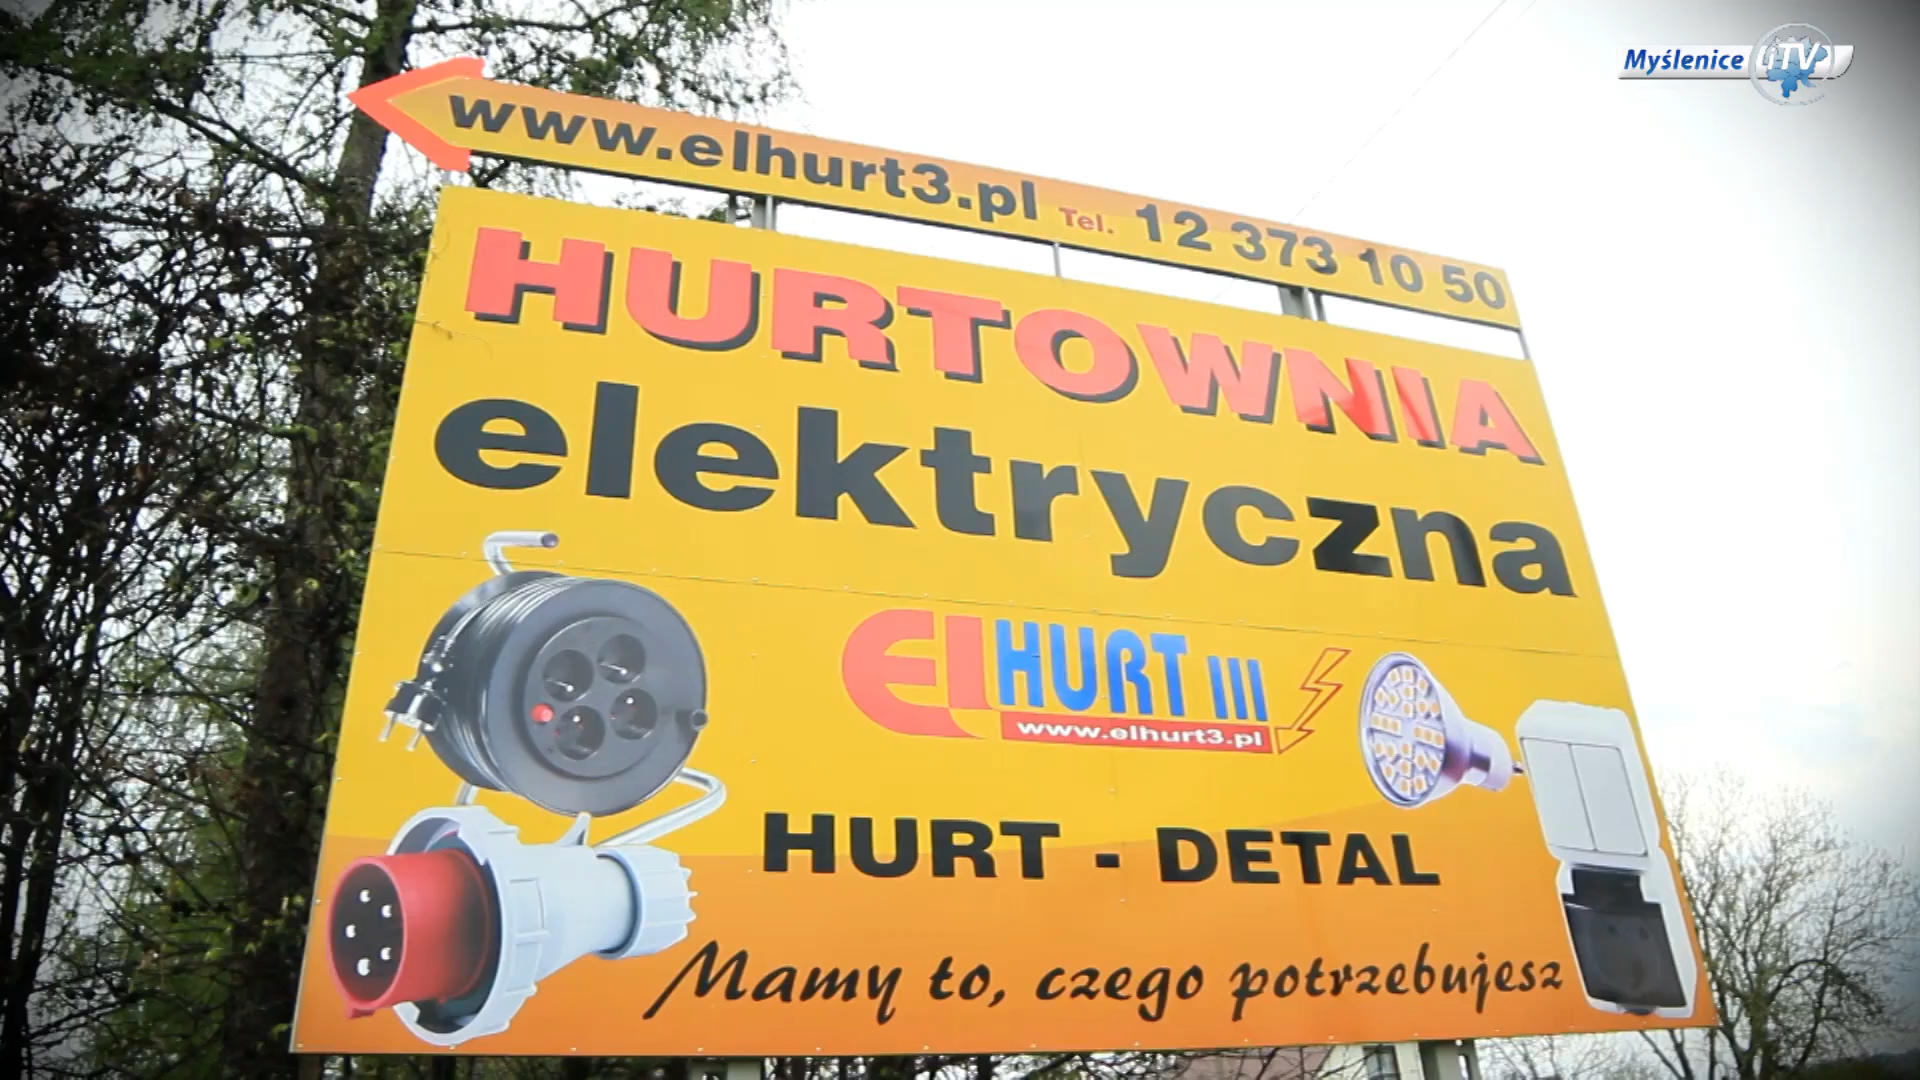 Myślenice iTV
www.elhurt3.pl Tel. 12 373 10 50
HURTOWNIA
elektryczna
ELHURT III
www.elhurt3.pl
HURT - DETAL
Mamy to, czego potrzebujesz